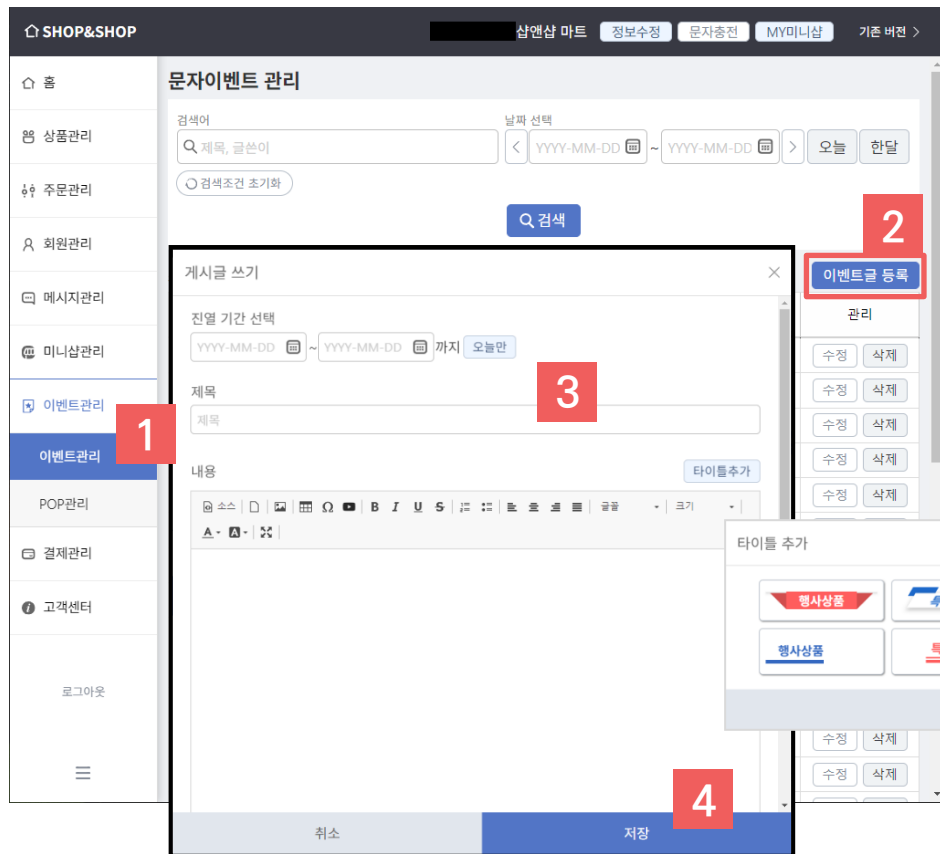 SHOP&SHOP
샵앤샵 마트 정보수정 문자충전 MY미니샵 기존 버전 >
홈
상품관리
주문관리
회원관리
메시지관리
미니샵관리
이벤트관리
1
이벤트관리
POP관리
결제관리
고객센터
로그아웃
문자이벤트 관리
검색어 날짜 선택
제목, 글쓴이 < YYYY-MM-DD ~ YYYY-MM-DD > 오늘 한달
검색조건 초기화
검색
2
이벤트글 등록
관리
수정 삭제
수정 삭제
수정 삭제
수정 삭제
수정 삭제
게시글 쓰기 ×
진열 기간 선택
YYYY-MM-DD ~ YYYY-MM-DD 까지 오늘만
3
제목
제목
내용 타이틀추가
소스 Ω B I U S 글꼴 크기
A A
타이틀 추가
행사상품
행사상품
수정 삭제
수정 삭제
4
취소 저장